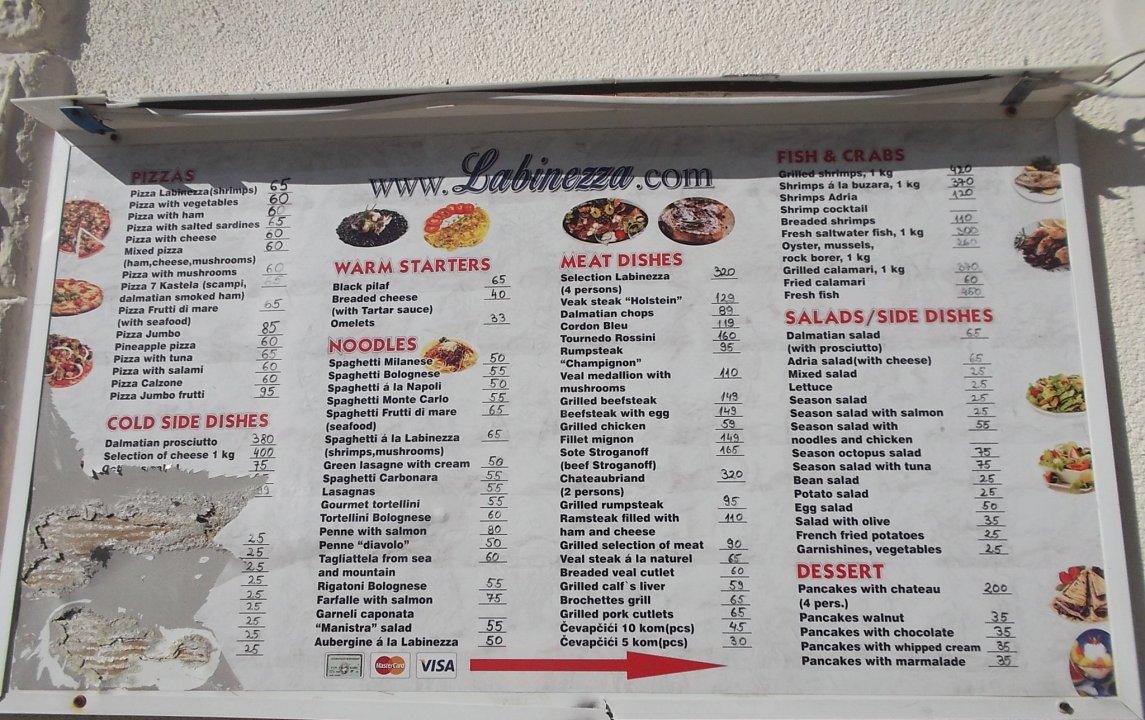 www.Labinezza.com
PIZZAS
Pizza Labinezza(shrimps) 65
Pizza with vegetables 60
Pizza with ham 60
Pizza with salted sardines 65
Pizza with cheese 60
Mixed pizza 60
(ham,cheese,mushrooms)
Pizza with mushrooms 60
Pizza 7 Kastela (scampi, 65
dalmatian smoked ham)
Pizza Frutti di mare 65
(with seafood)
Pizza Jumbo 85
Pineapple pizza 60
Pizza with tuna 65
Pizza with salami 60
Pizza Calzone 60
Pizza Jumbo frutti 95
COLD SIDE DISHES
Dalmatian prosciutto 380
Selection of cheese 1 kg 400
75
25
25
25
25
25
25
25
25
25
WARM STARTERS
Black pilaf 65
Breaded cheese 40
(with Tartar sauce)
Omelets 33
NOODLES
Spaghetti Milanese 50
Spaghetti Bolognese 55
Spaghetti á la Napoli 50
Spaghetti Monte Carlo 55
Spaghetti Frutti di mare 65
(seafood)
Spaghetti á la Labinezza 65
(shrimps,mushrooms)
Green lasagne with cream 50
Spaghetti Carbonara 55
Lasagnas 55
Gourmet tortellini 55
Tortellini Bolognese 60
Penne with salmon 80
Penne "diavolo" 50
Tagliattela from sea 60
and mountain
Rigatoni Bolognese 55
Farfalle with salmon 75
Garneli caponata
"Manistra" salad 55
Aubergine á la Labinezza 50
MasterCard VISA
MEAT DISHES
Selection Labinezza 320
(4 persons)
Veak steak "Holstein" 129
Dalmatian chops 89
Cordon Bleu 119
Tournedo Rossini 160
Rumpsteak 95
"Champignon"
Veal medallion with 110
mushrooms
Grilled beefsteak 149
Beefsteak with egg 149
Grilled chicken 59
Fillet mignon 149
Sote Stroganoff 165
(beef Stroganoff)
Chateaubriand 320
(2 persons)
Grilled rumpsteak 95
Ramsteak filled with 110
ham and cheese
Grilled selection of meat 90
Veal steak á la naturel 65
Breaded veal cutlet 60
Grilled calf`s liver 59
Brochettes grill 65
Grilled pork cutlets 65
Čevapčići 10 kom(pcs) 45
Čevapčići 5 kom(pcs) 30
FISH & CRABS
Grilled shrimps, 1 kg 420
Shrimps á la buzara, 1 kg 370
Shrimps Adria 120
Shrimp cocktail
Breaded shrimps 110
Fresh saltwater fish, 1 kg 300
Oyster, mussels, 260
rock borer, 1 kg
Grilled calamari, 1 kg 370
Fried calamari 60
Fresh fish 450
SALADS/SIDE DISHES
Dalmatian salad 65
(with prosciutto)
Adria salad(with cheese) 65
Mixed salad 25
Lettuce 25
Season salad 25
Season salad with salmon 25
Season salad with 55
noodles and chicken
Season octopus salad 75
Season salad with tuna 75
Bean salad 25
Potato salad 25
Egg salad 50
Salad with olive 35
French fried potatoes 25
Garnishines, vegetables 25
DESSERT
Pancakes with chateau 200
(4 pers.)
Pancakes walnut 35
Pancakes with chocolate 35
Pancakes with whipped cream 35
Pancakes with marmalade 35